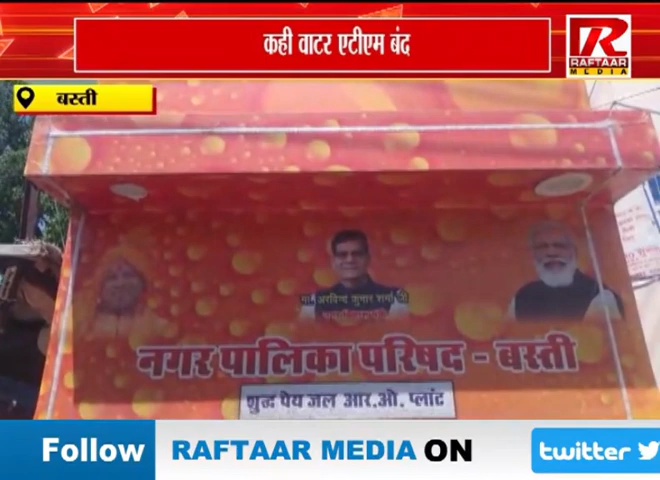 कही वाटर एटीएम बंद
R
RAFTAAR
MEDIA
बस्ती
मा. अरविन्द कुमार शर्मा जी
नगर पालिका परिषद - बस्ती
शुद्ध पेय जल आर.ओ. प्लांट
Follow RAFTAAR MEDIA ON twitter